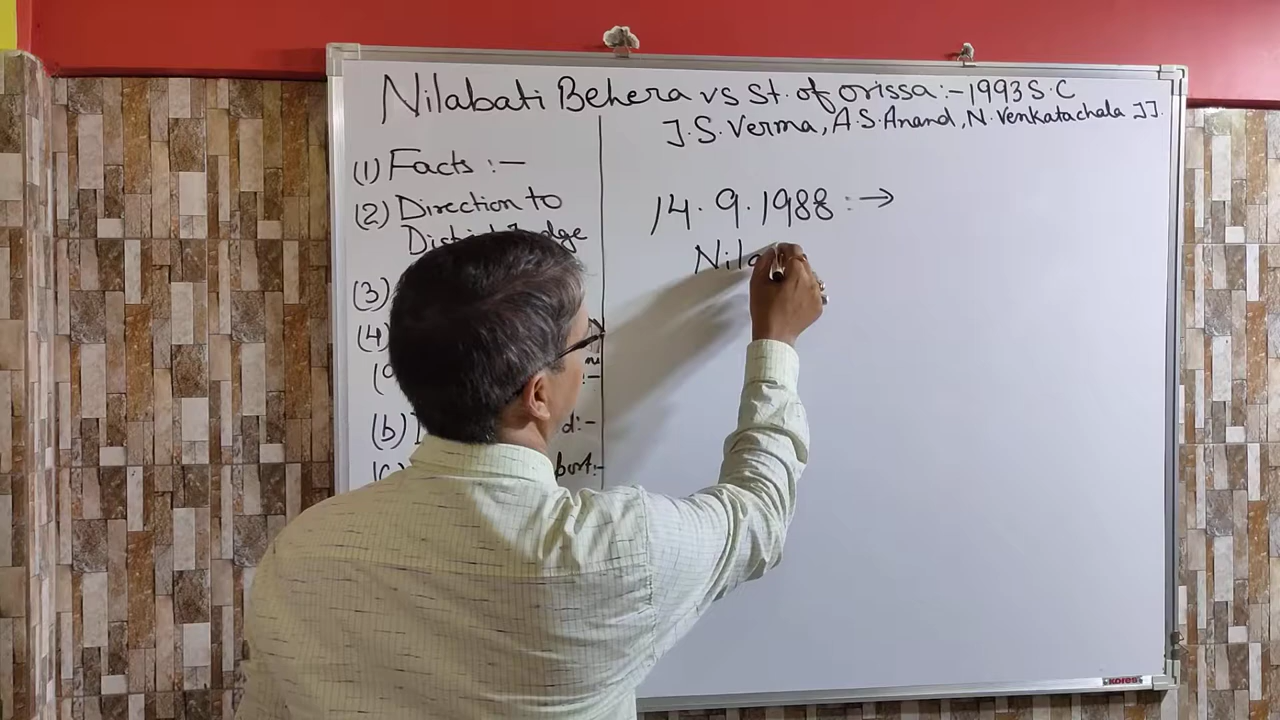 Nilabati Behera vs St. of orissa:- 1993 S.C
J.S. Verma, A.S. Anand, N. Venkatachala JJ.
(1) Facts :-
(2) Direction to
District Judge
(3)
(4)
14.9.1988 :→
Nila
(b)
d:-
:-
Kores